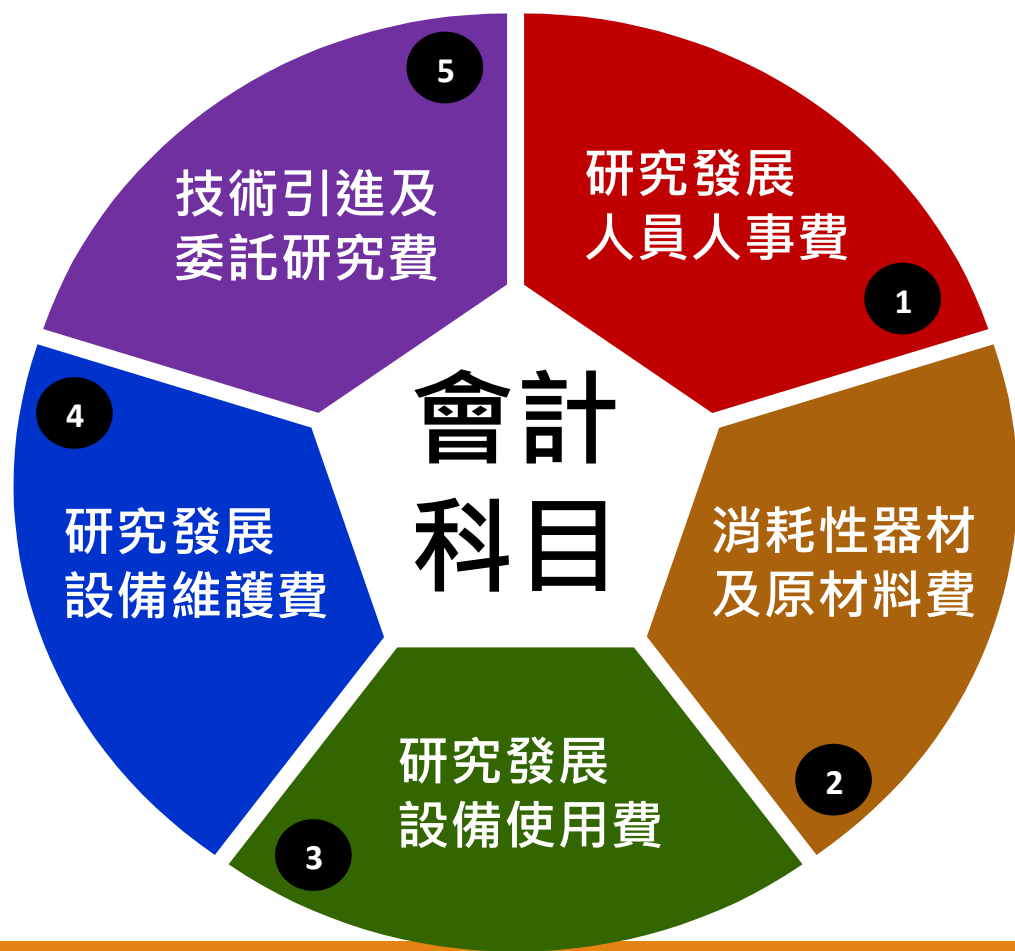 會計
科目
研究發展
人員人事費
1
消耗性器材
及原材料費
2
研究發展
設備使用費
3
研究發展
設備維護費
4
技術引進及
委託研究費
5